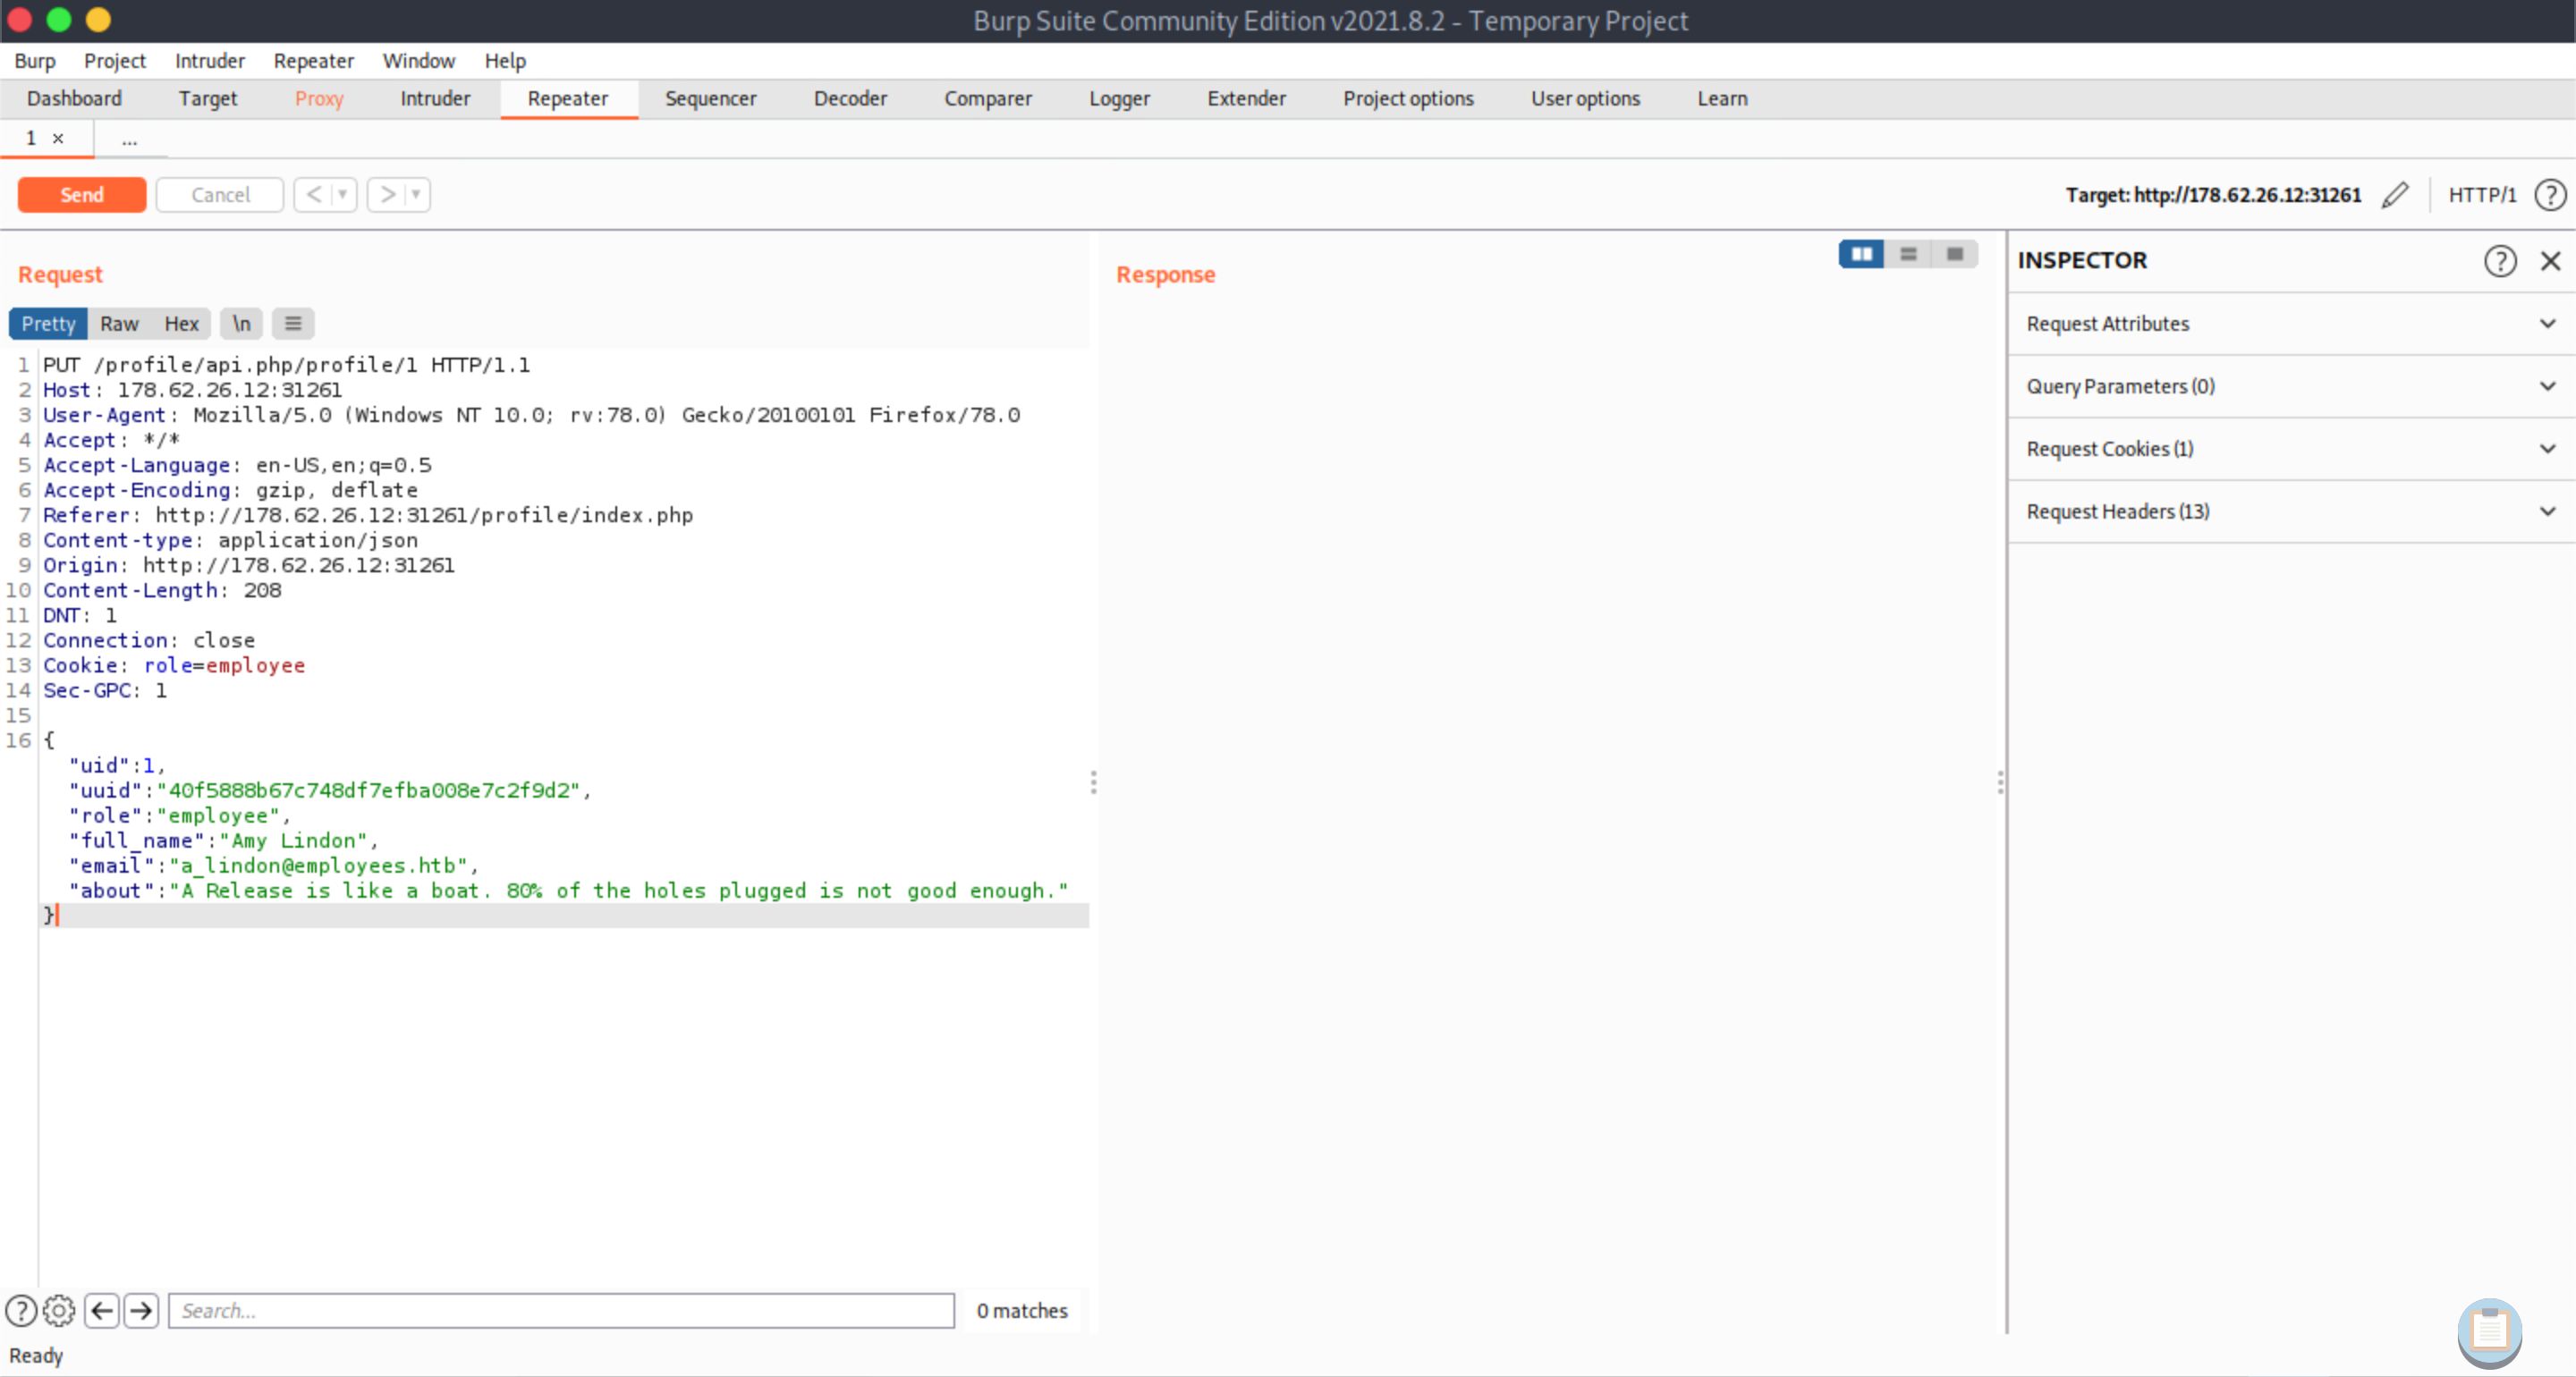 Burp Suite Community Edition v2021.8.2 - Temporary Project
Burp Project Intruder Repeater Window Help
Dashboard Target Proxy Intruder Repeater Sequencer Decoder Comparer Logger Extender Project options User options Learn
1 × ...
Send Cancel < > Target: http://178.62.26.12:31261 HTTP/1 ?
Request
Pretty Raw Hex \n
1 PUT /profile/api.php/profile/1 HTTP/1.1
2 Host: 178.62.26.12:31261
3 User-Agent: Mozilla/5.0 (Windows NT 10.0; rv:78.0) Gecko/20100101 Firefox/78.0
4 Accept: */*
5 Accept-Language: en-US,en;q=0.5
6 Accept-Encoding: gzip, deflate
7 Referer: http://178.62.26.12:31261/profile/index.php
8 Content-type: application/json
9 Origin: http://178.62.26.12:31261
10 Content-Length: 208
11 DNT: 1
12 Connection: close
13 Cookie: role=employee
14 Sec-GPC: 1
15
16 {
"uid":1,
"uuid":"40f5888b67c748df7efba008e7c2f9d2",
"role":"employee",
"full_name":"Amy Lindon",
"email":"a_lindon@employees.htb",
"about":"A Release is like a boat. 80% of the holes plugged is not good enough."
}
? Search... 0 matches
Response
INSPECTOR ?
Request Attributes
Query Parameters (0)
Request Cookies (1)
Request Headers (13)
Ready